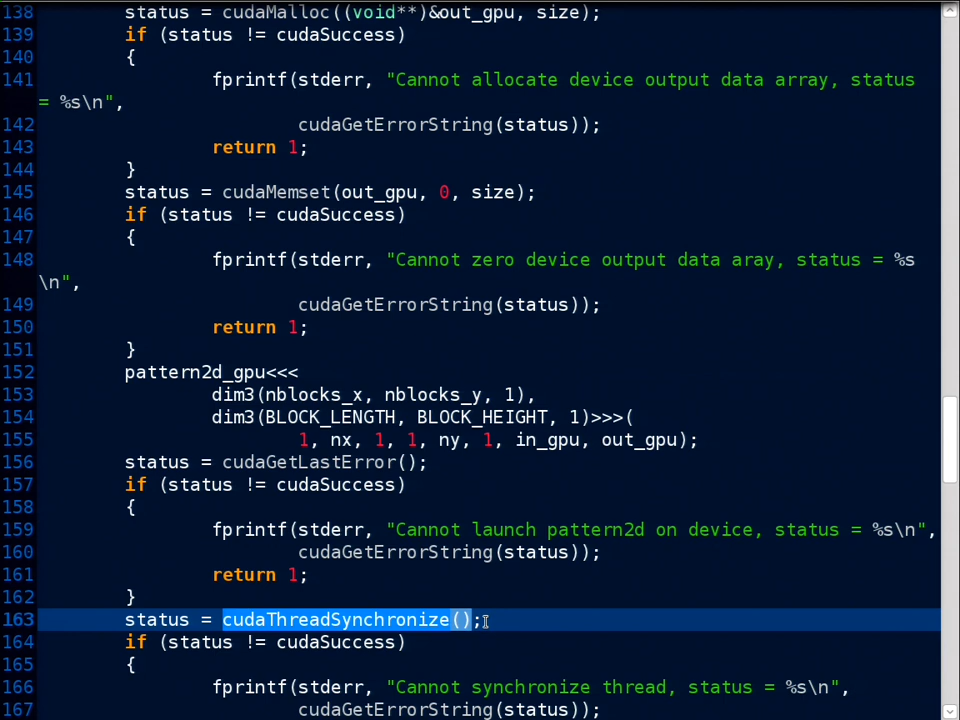 138 status = cudaMalloc((void**)&out_gpu, size);
139 if (status != cudaSuccess)
140 {
141 fprintf(stderr, "Cannot allocate device output data array, status
= %s\n",
142 cudaGetErrorString(status));
143 return 1;
144 }
145 status = cudaMemset(out_gpu, 0, size);
146 if (status != cudaSuccess)
147 {
148 fprintf(stderr, "Cannot zero device output data aray, status = %s
\n",
149 cudaGetErrorString(status));
150 return 1;
151 }
152 pattern2d_gpu<<<
153 dim3(nblocks_x, nblocks_y, 1),
154 dim3(BLOCK_LENGTH, BLOCK_HEIGHT, 1)>>>(
155 1, nx, 1, 1, ny, 1, in_gpu, out_gpu);
156 status = cudaGetLastError();
157 if (status != cudaSuccess)
158 {
159 fprintf(stderr, "Cannot launch pattern2d on device, status = %s\n",
160 cudaGetErrorString(status));
161 return 1;
162 }
163 status = cudaThreadSynchronize();
164 if (status != cudaSuccess)
165 {
166 fprintf(stderr, "Cannot synchronize thread, status = %s\n",
167 cudaGetErrorString(status));